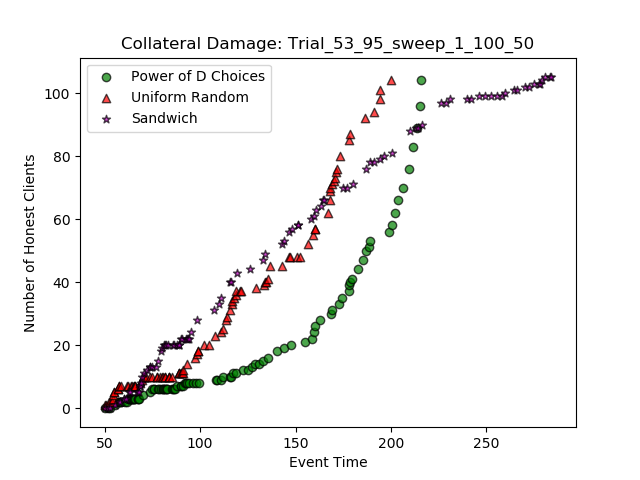 Collateral Damage: Trial_53_95_sweep_1_100_50
Power of D Choices
Uniform Random
Sandwich
Number of Honest Clients
100
80
60
40
20
0
50 100 150 200 250
Event Time